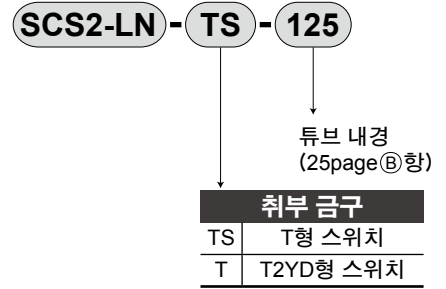 SCS2-LN - TS - 125
튜브 내경
(25pageⒷ항)
취부 금구
TS T형 스위치
T T2YD형 스위치